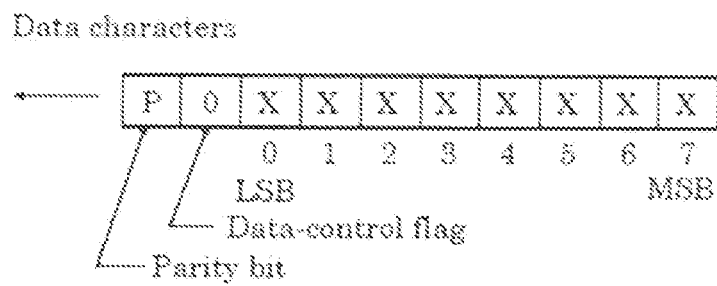 Data characters
P 0 X X X X X X X X
0 1 2 3 4 5 6 7
LSB MSB
Data-control flag
Parity bit